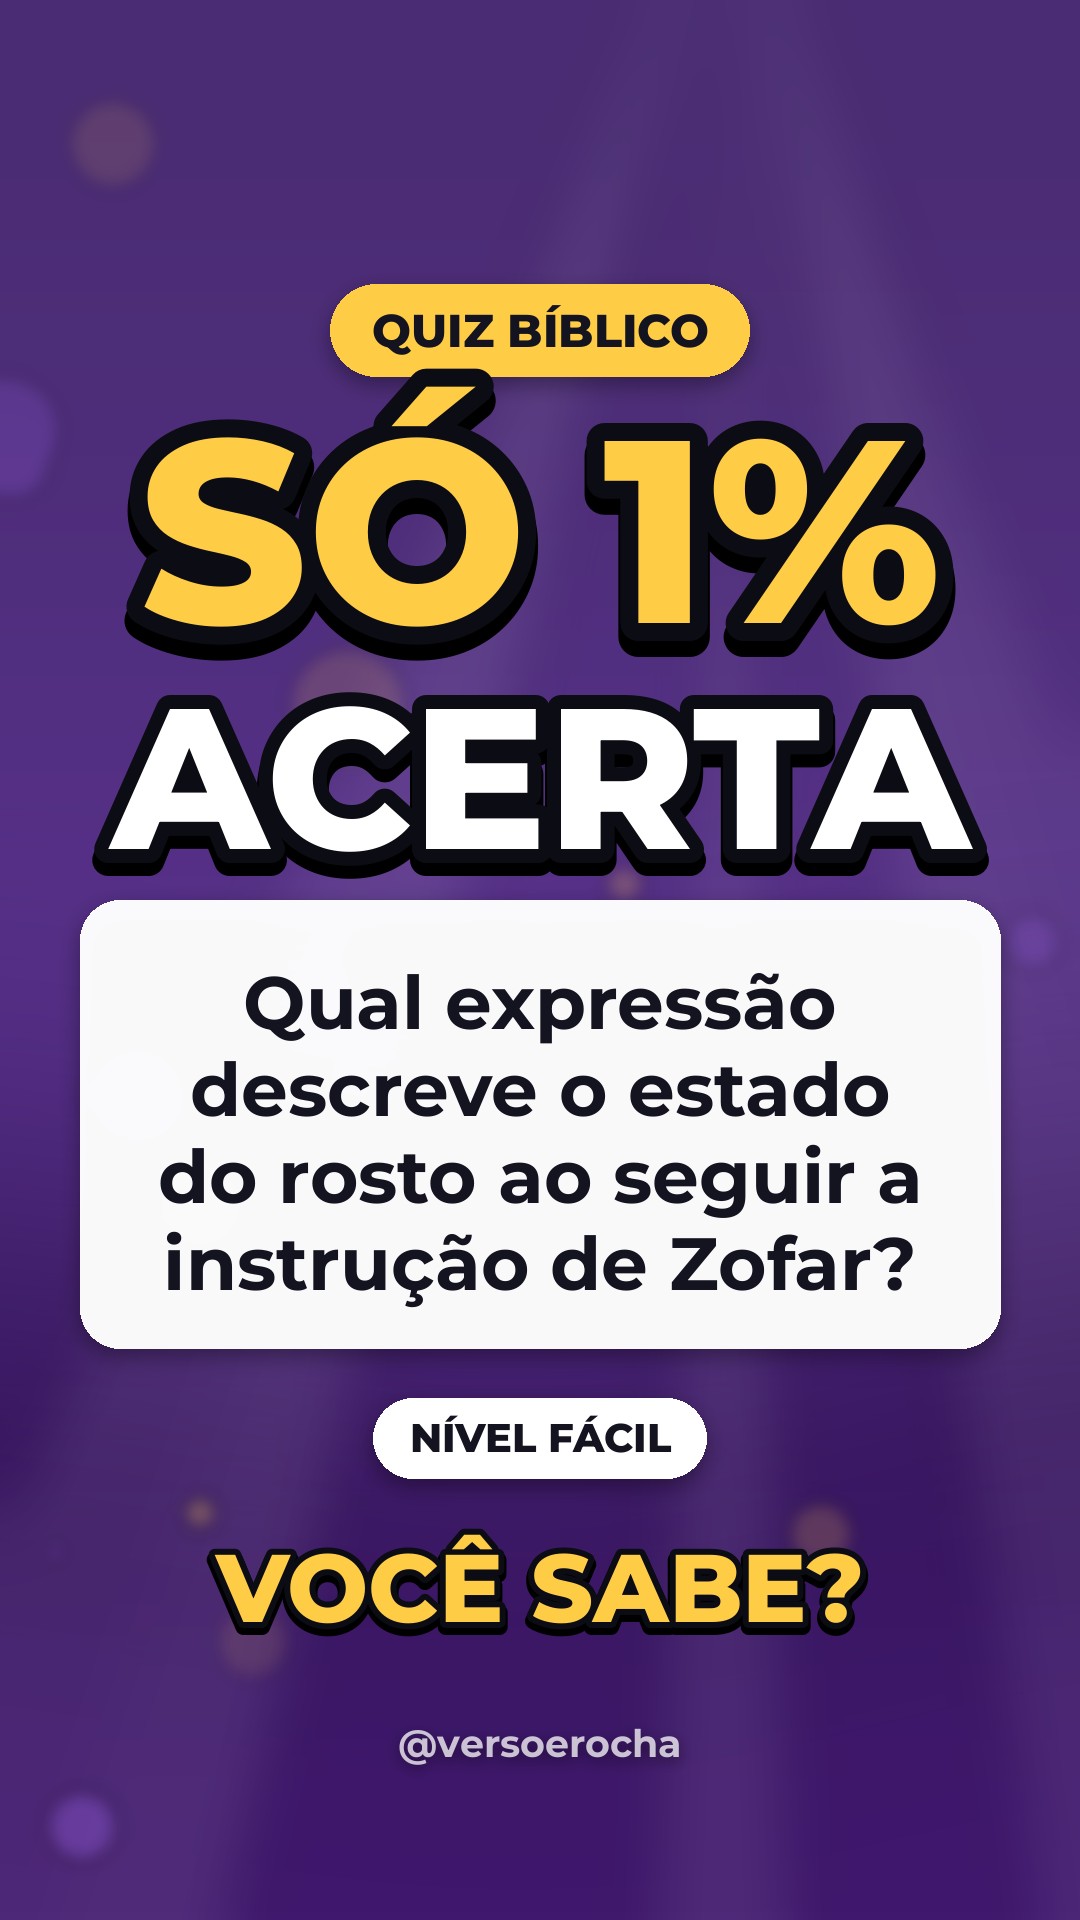 QUIZ BÍBLICO
SÓ 1%
ACERTA
Qual expressão
descreve o estado
do rosto ao seguir a
instrução de Zofar?
NÍVEL FÁCIL
VOCÊ SABE?
@versoerocha